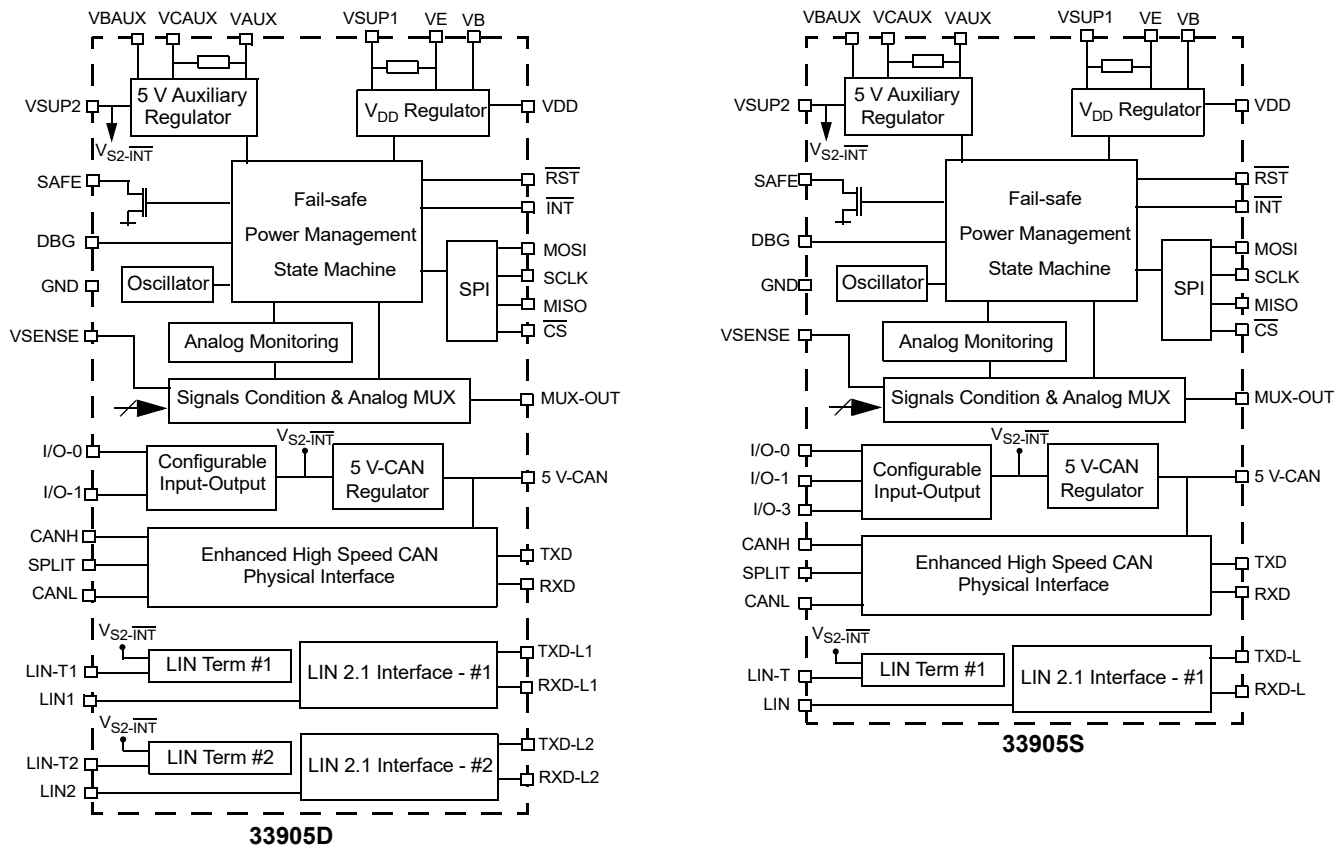 VBAUX VCAUX VAUX
VSUP1 VE VB
5 V Auxiliary
Regulator
VDD Regulator
VSUP2
VDD
VS2-INT
SAFE
Fail-safe
Power Management
State Machine
RST
INT
DBG
MOSI
SCLK
MISO
CS
SPI
GND
Oscillator
VSENSE
Analog Monitoring
Signals Condition & Analog MUX
MUX-OUT
VS2-INT
I/O-0
I/O-1
Configurable
Input-Output
5 V-CAN
Regulator
5 V-CAN
CANH
SPLIT
CANL
Enhanced High Speed CAN
Physical Interface
TXD
RXD
VS2-INT
LIN Term #1
LIN 2.1 Interface - #1
TXD-L1
RXD-L1
LIN-T1
LIN1
VS2-INT
LIN Term #2
LIN 2.1 Interface - #2
TXD-L2
RXD-L2
LIN-T2
LIN2
33905D
VBAUX VCAUX VAUX
VSUP1 VE VB
5 V Auxiliary
Regulator
VDD Regulator
VSUP2
VDD
VS2-INT
SAFE
Fail-safe
Power Management
State Machine
RST
INT
DBG
MOSI
SCLK
MISO
CS
SPI
GND
Oscillator
VSENSE
Analog Monitoring
Signals Condition & Analog MUX
MUX-OUT
VS2-INT
I/O-0
I/O-1
I/O-3
Configurable
Input-Output
5 V-CAN
Regulator
5 V-CAN
CANH
SPLIT
CANL
Enhanced High Speed CAN
Physical Interface
TXD
RXD
VS2-INT
LIN Term #1
LIN 2.1 Interface - #1
TXD-L
RXD-L
LIN-T
LIN
33905S